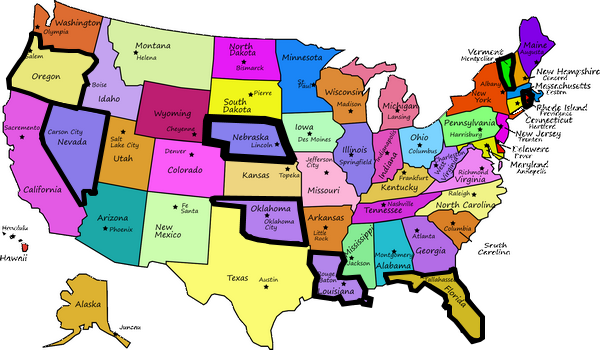 Washington
Olympia
Salem
Oregon
Montana
Helena
Boise
Idaho
North
Dakota
Bismarck
Minnesota
St.
Paul
South
Dakota
Pierre
Wyoming
Cheyenne
Wisconsin
Madison
Michigan
Lansing
Vermont
Montpelier
Maine
Augusta
New Hampshire
Concord
Massachusetts
Boston
Rhode Island
Providence
Connecticut
Hartford
New Jersey
Trenton
Delewere
Dover
Maryland
Annapolis
Albany
New
York
Pennsylvania
Harrisburg
Sacramento
California
Carson City
Nevada
Salt Lake
City
Utah
Denver
Colorado
Nebraska
Lincoln
Iowa
Des Moines
Illinois
Springfield
Indianapolis
Indiana
Ohio
Columbus
West
Virginia
Charleston
Richmond
Virginia
Kansas
Topeka
Jefferson
City
Missouri
Frankfort
Kentucky
Nashville
Tennessee
Raleigh
North Carolina
Columbia
South
Carolina
Arizona
Phoenix
Santa
Fe
New
Mexico
Oklahoma
Oklahoma
City
Arkansas
Little
Rock
Mississippi
Jackson
Montgomery
Alabama
Atlanta
Georgia
Texas
Austin
Baton
Rouge
Louisiana
Tallahassee
Florida
Honolulu
Hawaii
Alaska
Juneau